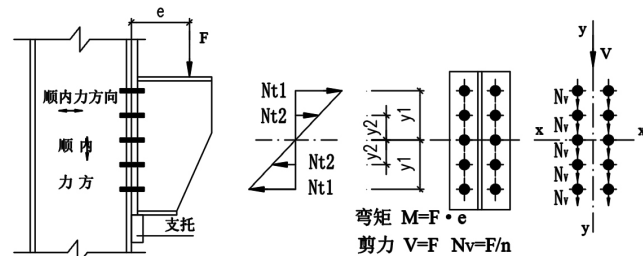 e
F
顺内力方向
顺内
力方
支托
Nt1
Nt2
Nt2
Nt1
y1
y2
y2
y1
弯矩 M=F·e
剪力 V=F Nv=F/n
y
V
Nv
Nv
x
x
Nv
Nv
Nv
y